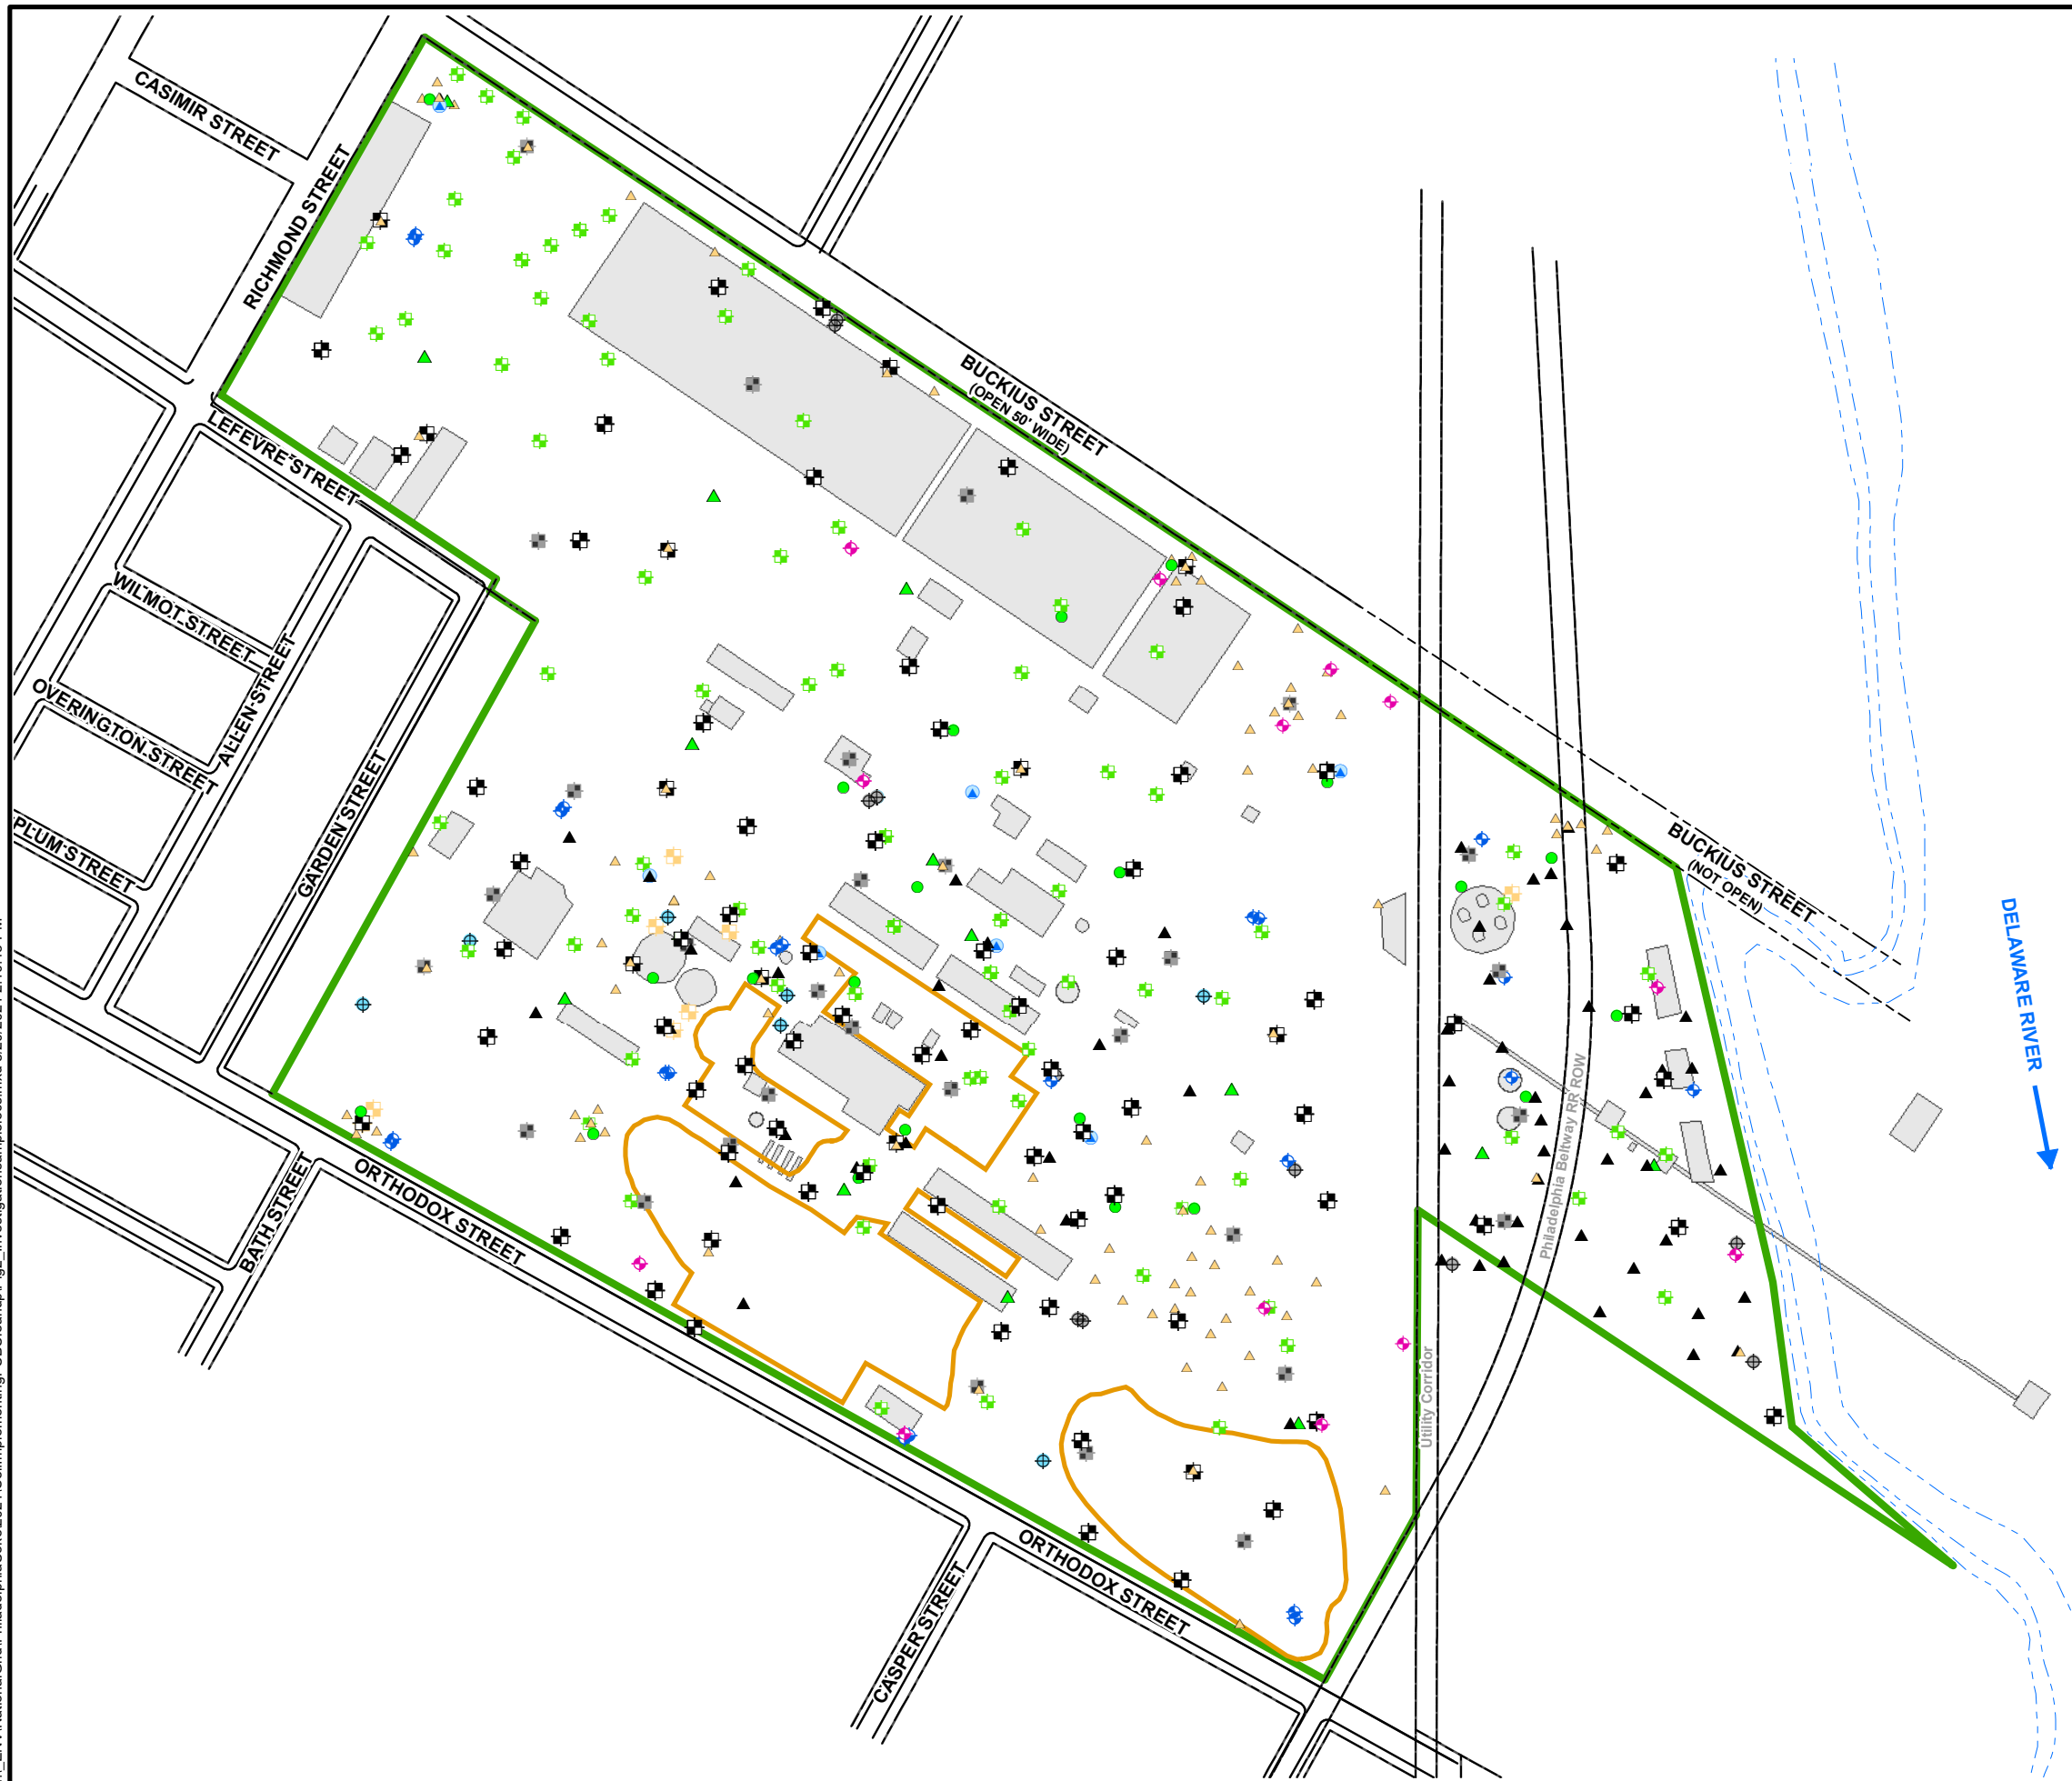 CASIMIR STREET
RICHMOND STREET
BUCKIUS STREET
(OPEN 50' WIDE)
LEFEVRE STREET
WILMOT STREET
ALLEN STREET
OVERINGTON STREET
GARDEN STREET
PLUM STREET
BUCKIUS STREET
(NOT OPEN)
DELAWARE RIVER
Philadelphia Beltway RR ROW
BATH STREET
ORTHODOX STREET
Utility Corridor
ORTHODOX STREET
CASPER STREET